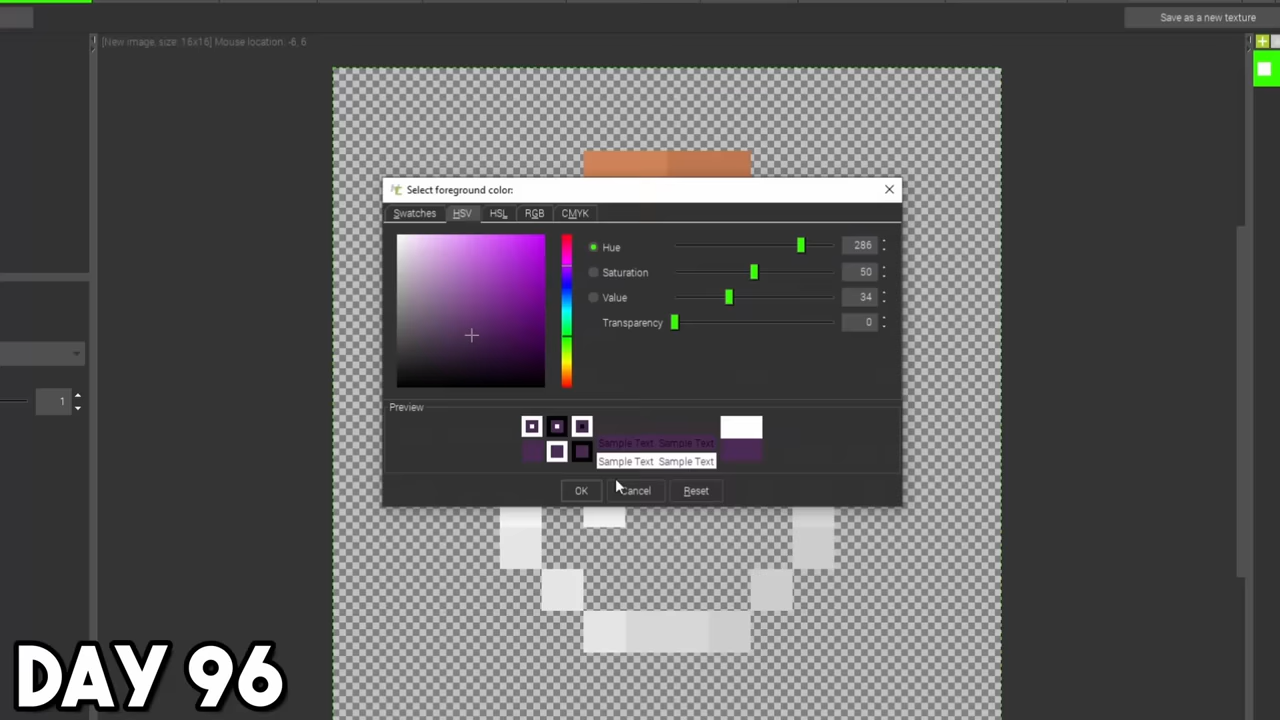 Save as a new texture
[New image, size: 16x16] Mouse location: -6, 6
Select foreground color:
Swatches HSV HSL RGB CMYK
Hue 286
Saturation 50
Value 34
Transparency 0
1
Preview
Sample Text Sample Text
Sample Text Sample Text
OK Cancel Reset
DAY 96